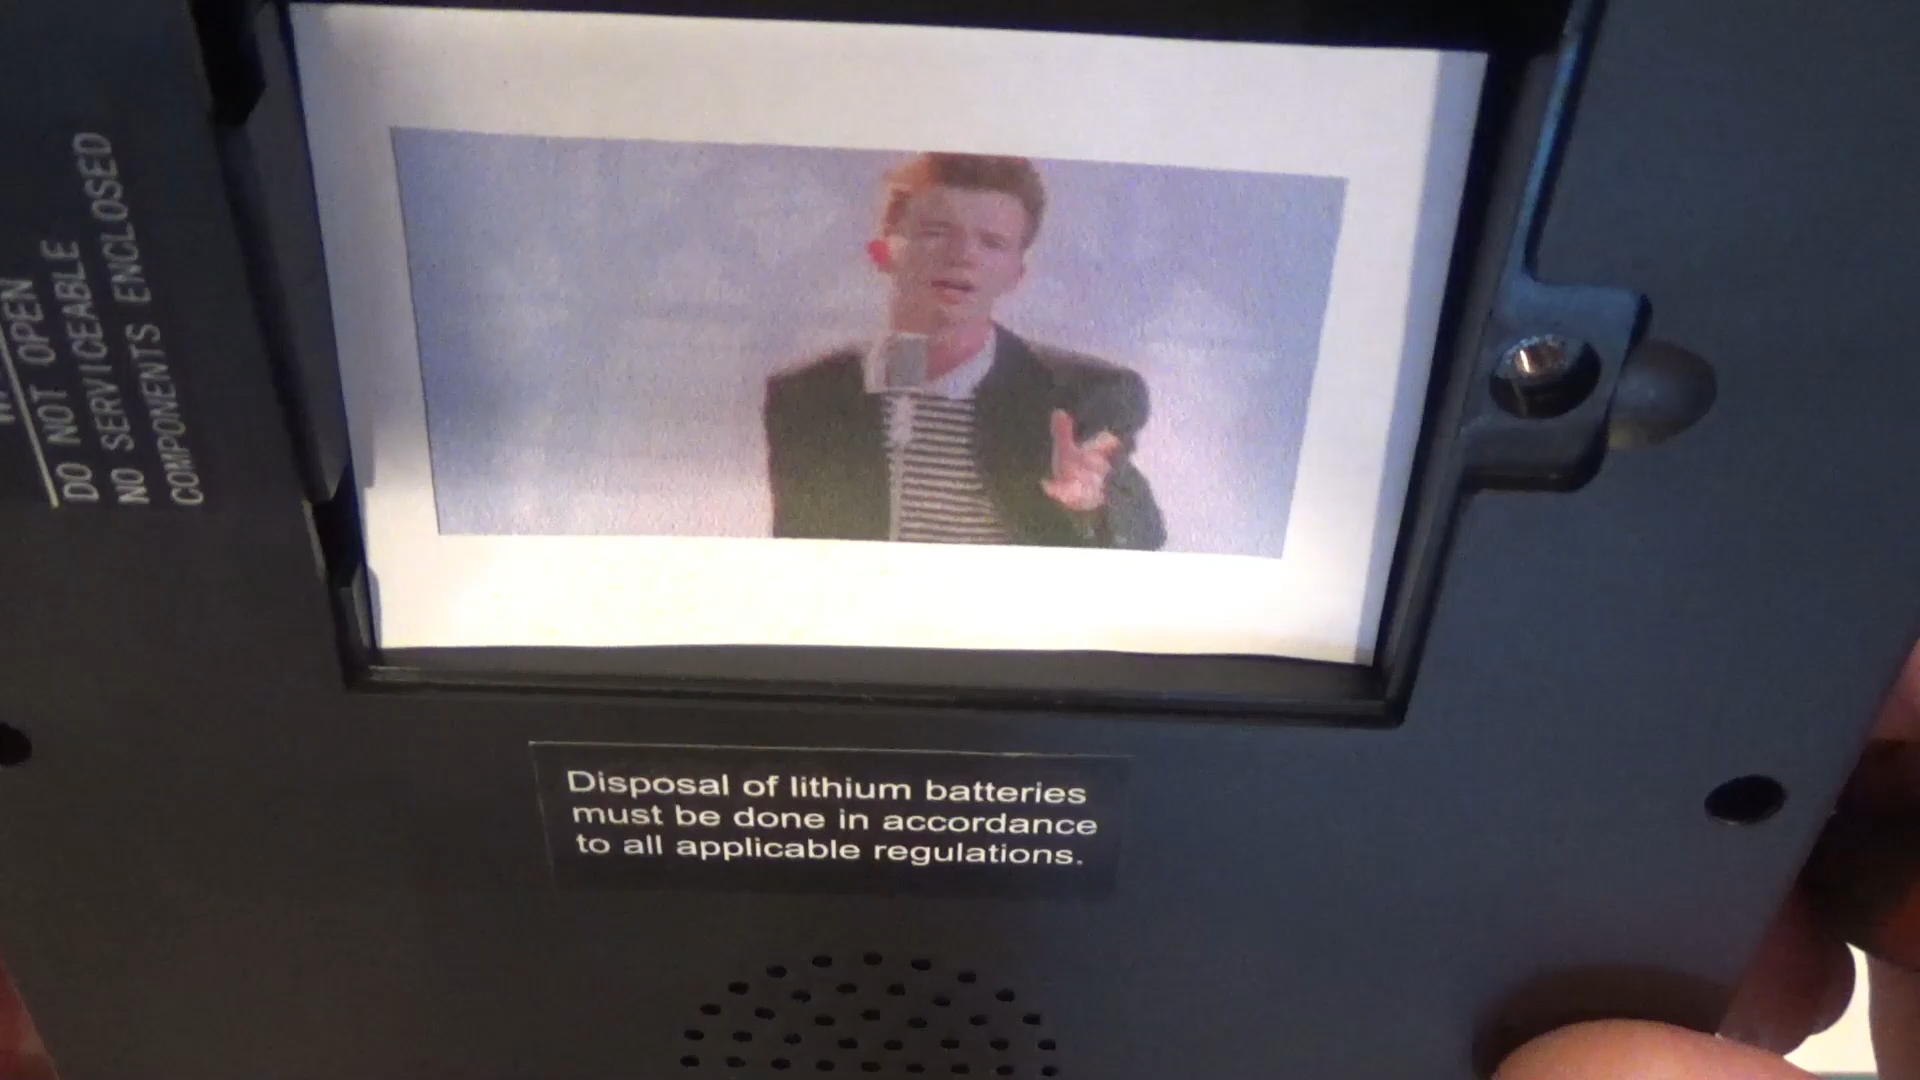 DO NOT OPEN
NO SERVICEABLE
COMPONENTS ENCLOSED
Disposal of lithium batteries
must be done in accordance
to all applicable regulations.